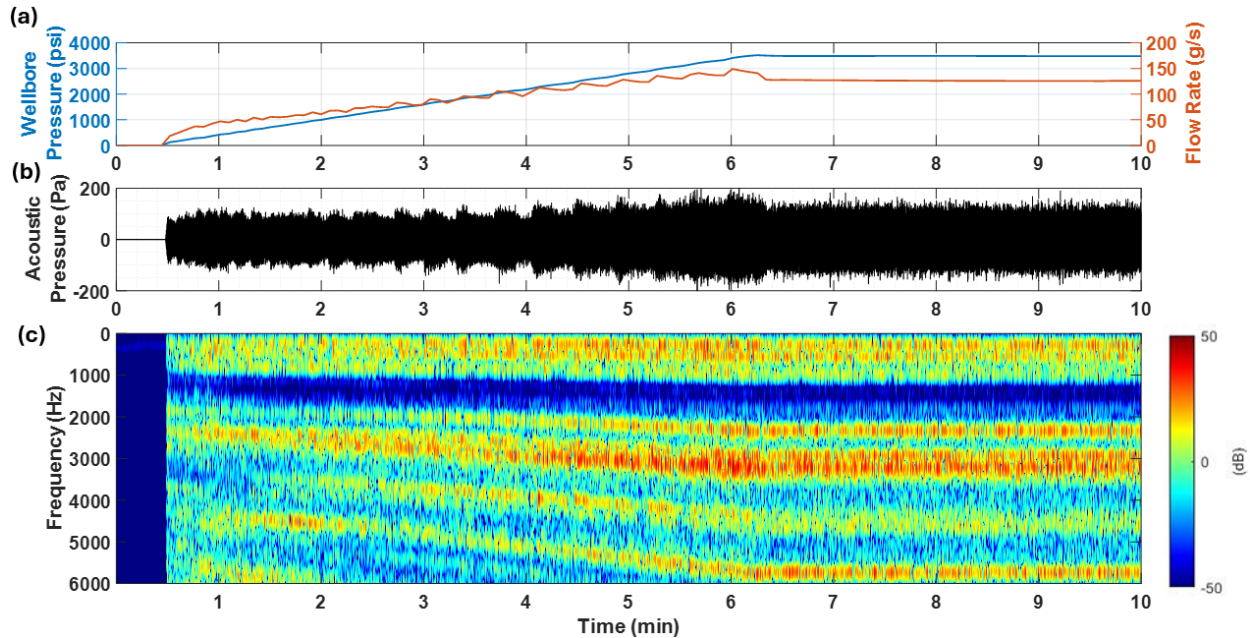 (a)
Wellbore
Pressure (psi)
4000
3000
2000
1000
0
200
150
100
50
0
Flow Rate (g/s)
0 1 2 3 4 5 6 7 8 9 10
(b)
Acoustic
Pressure (Pa)
200
0
-200
0 1 2 3 4 5 6 7 8 9 10
(c)
Frequency (Hz)
0
1000
2000
3000
4000
5000
6000
50
0
-50
(dB)
0 1 2 3 4 5 6 7 8 9 10
Time (min)